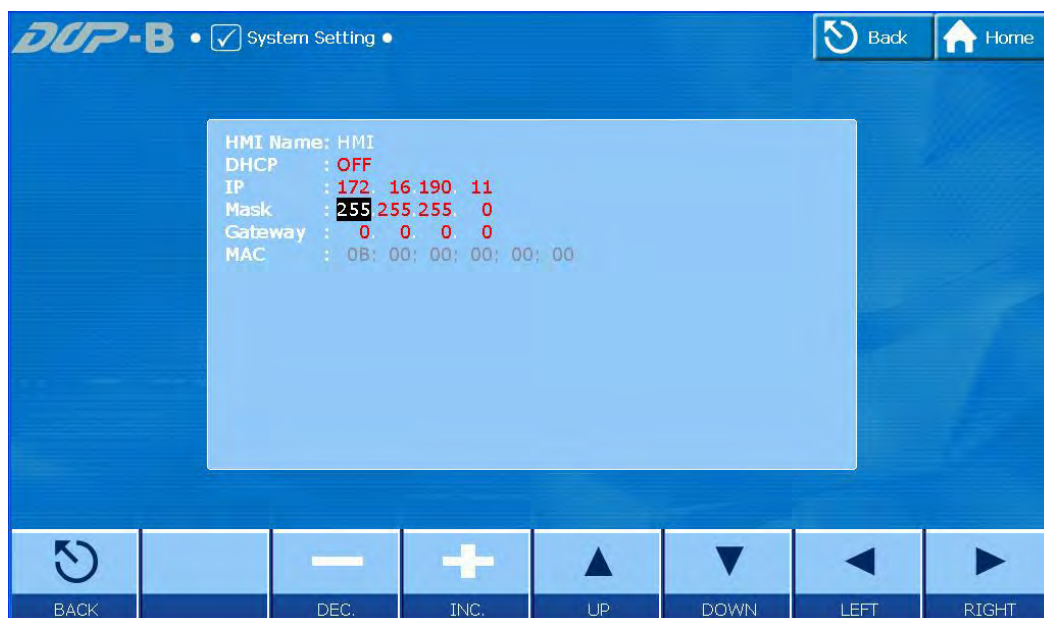 DOP-B • System Setting •
Back
Home
HMI Name: HMI
DHCP : OFF
IP : 172. 16.190. 11
Mask : 255.255.255. 0
Gateway : 0. 0. 0. 0
MAC : 0B; 00; 00; 00; 00; 00
BACK
DEC.
INC.
UP
DOWN
LEFT
RIGHT